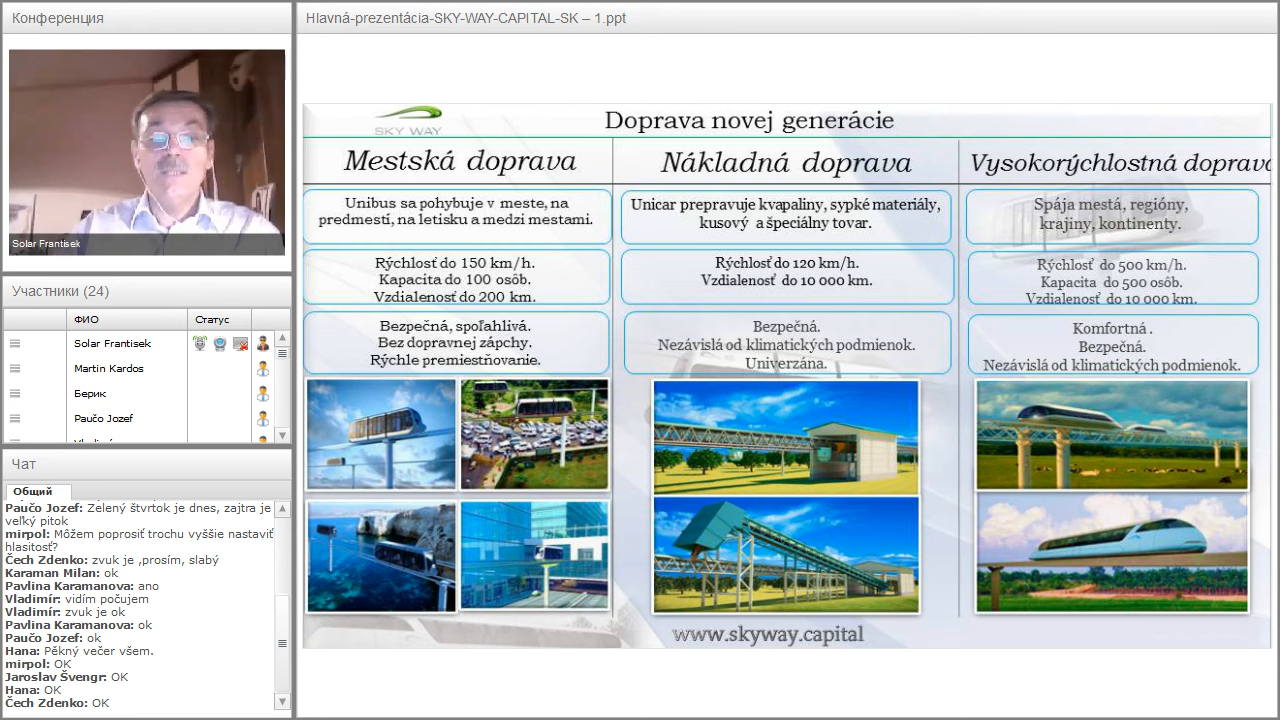 Конференция
Solar Frantisek
Участники (24)
ФИО
Статус
Solar Frantisek
Martin Kardos
Берик
Paučo Jozef
Чат
Общий
Paučo Jozef: Zelený štvrtok je dnes, zajtra je
veľký pitok
mirpol: Môžem poprosiť trochu vyššie nastaviť
hlasitosť?
Čech Zdenko: zvuk je ,prosím, slabý
Karaman Milan: ok
Pavlina Karamanova: ano
Vladimír: vidím počujem
Vladimír: zvuk je ok
Pavlina Karamanova: ok
Paučo Jozef: ok
Hana: Pěkný večer všem.
mirpol: OK
Jaroslav Švengr: OK
Hana: OK
Čech Zdenko: OK
Hlavná-prezentácia-SKY-WAY-CAPITAL-SK – 1.ppt
SKY WAY
Doprava novej generácie
Mestská doprava
Unibus sa pohybuje v meste, na
predmestí, na letisku a medzi mestami.
Rýchlosť do 150 km/h.
Kapacita do 100 osôb.
Vzdialenosť do 200 km.
Bezpečná, spoľahlivá.
Bez dopravnej zápchy.
Rýchle premiestňovanie.
Nákladná doprava
Unicar prepravuje kvapaliny, sypké materiály,
kusový a špeciálny tovar.
Rýchlosť do 120 km/h.
Vzdialenosť do 10 000 km.
Bezpečná.
Nezávislá od klimatických podmienok.
Univerzána.
Vysokorýchlostná doprava
Spája mestá, regióny,
krajiny, kontinenty.
Rýchlosť do 500 km/h.
Kapacita do 500 osôb.
Vzdialenosť do 10 000 km.
Komfortná .
Bezpečná.
Nezávislá od klimatických podmienok.
www.skyway.capital